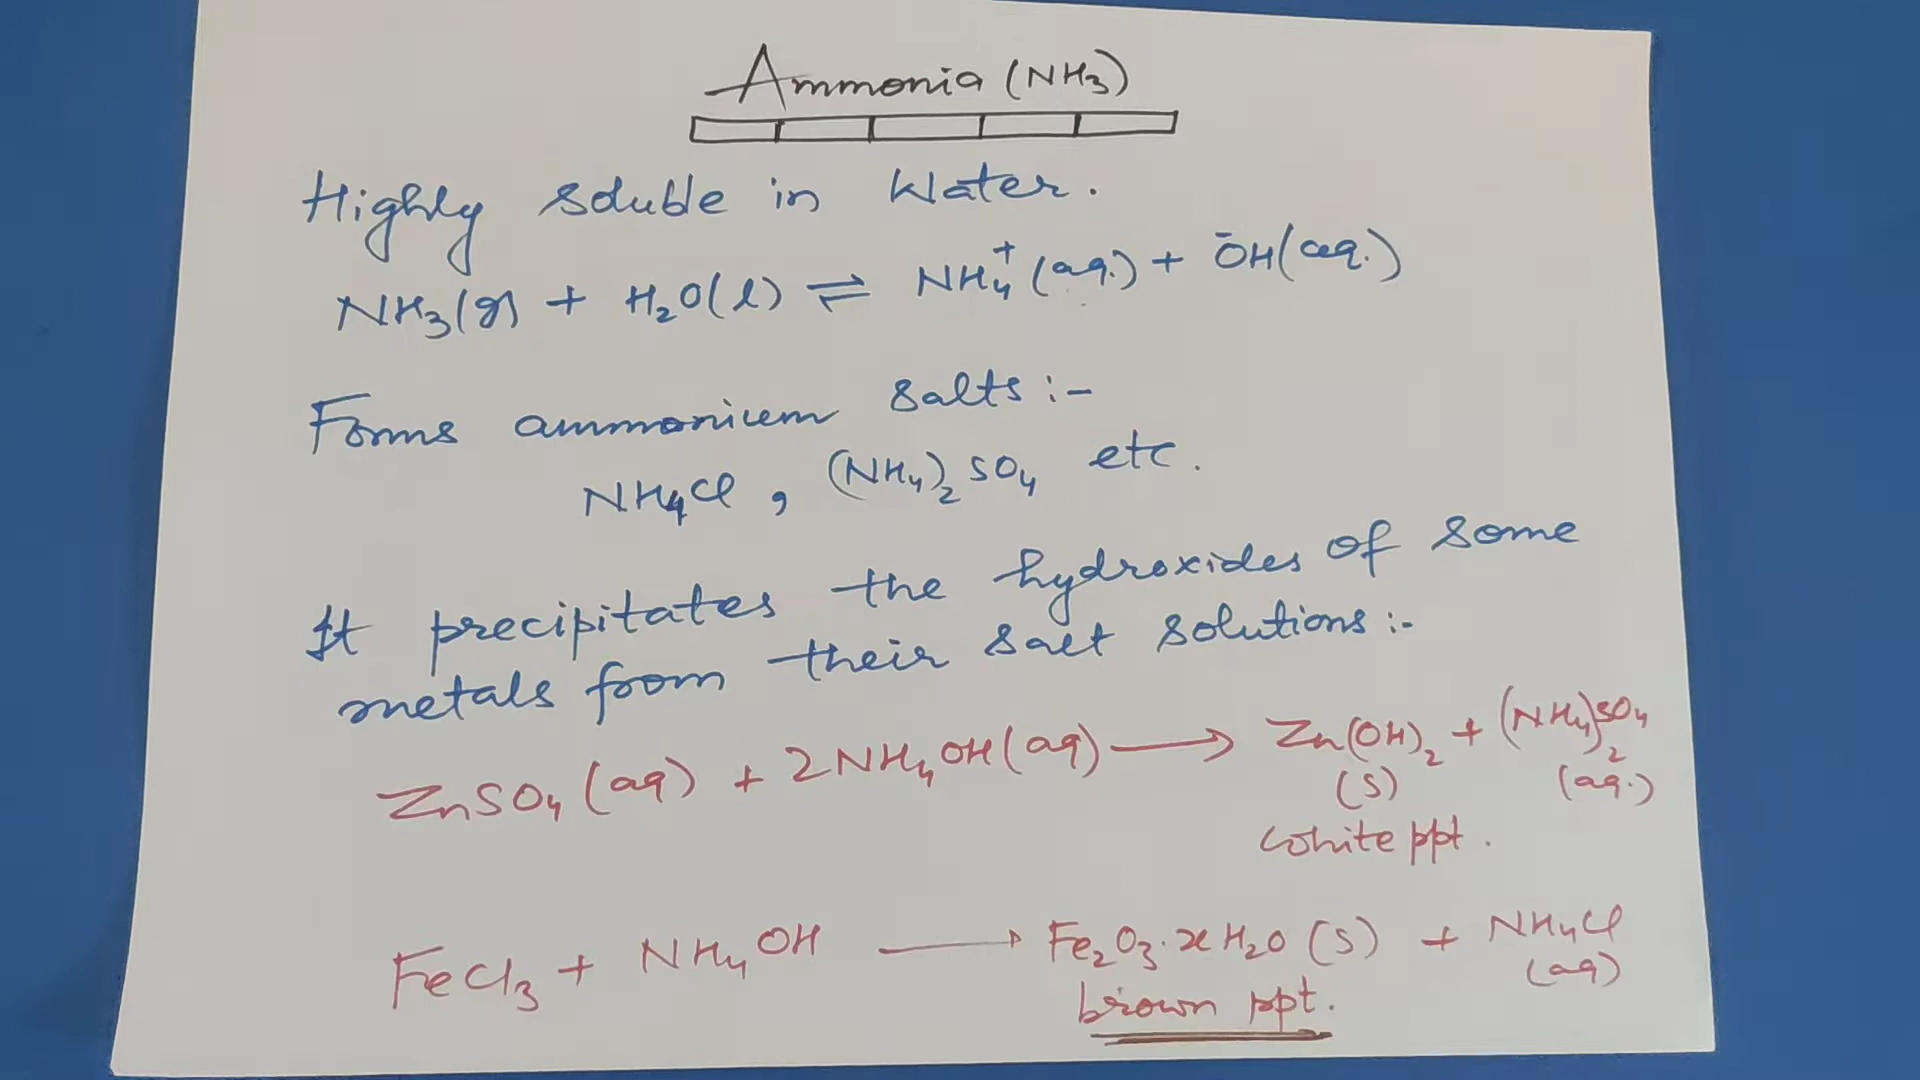 Ammonia (NH₃)
Highly soluble in Water.
NH₃(g) + H₂O(l) ⇌ NH₄⁺(aq.) + ⁻OH(aq.)
Forms ammonium salts :-
NH₄Cl , (NH₄)₂SO₄ etc.
It precipitates the hydroxides of some
metals from their salt solutions :-
ZnSO₄(aq) + 2NH₄OH(aq) ⟶ Zn(OH)₂ + (NH₄)₂SO₄
(s) (aq.)
white ppt.
FeCl₃ + NH₄OH ⟶ Fe₂O₃·xH₂O(s) + NH₄Cl
(aq)
brown ppt.